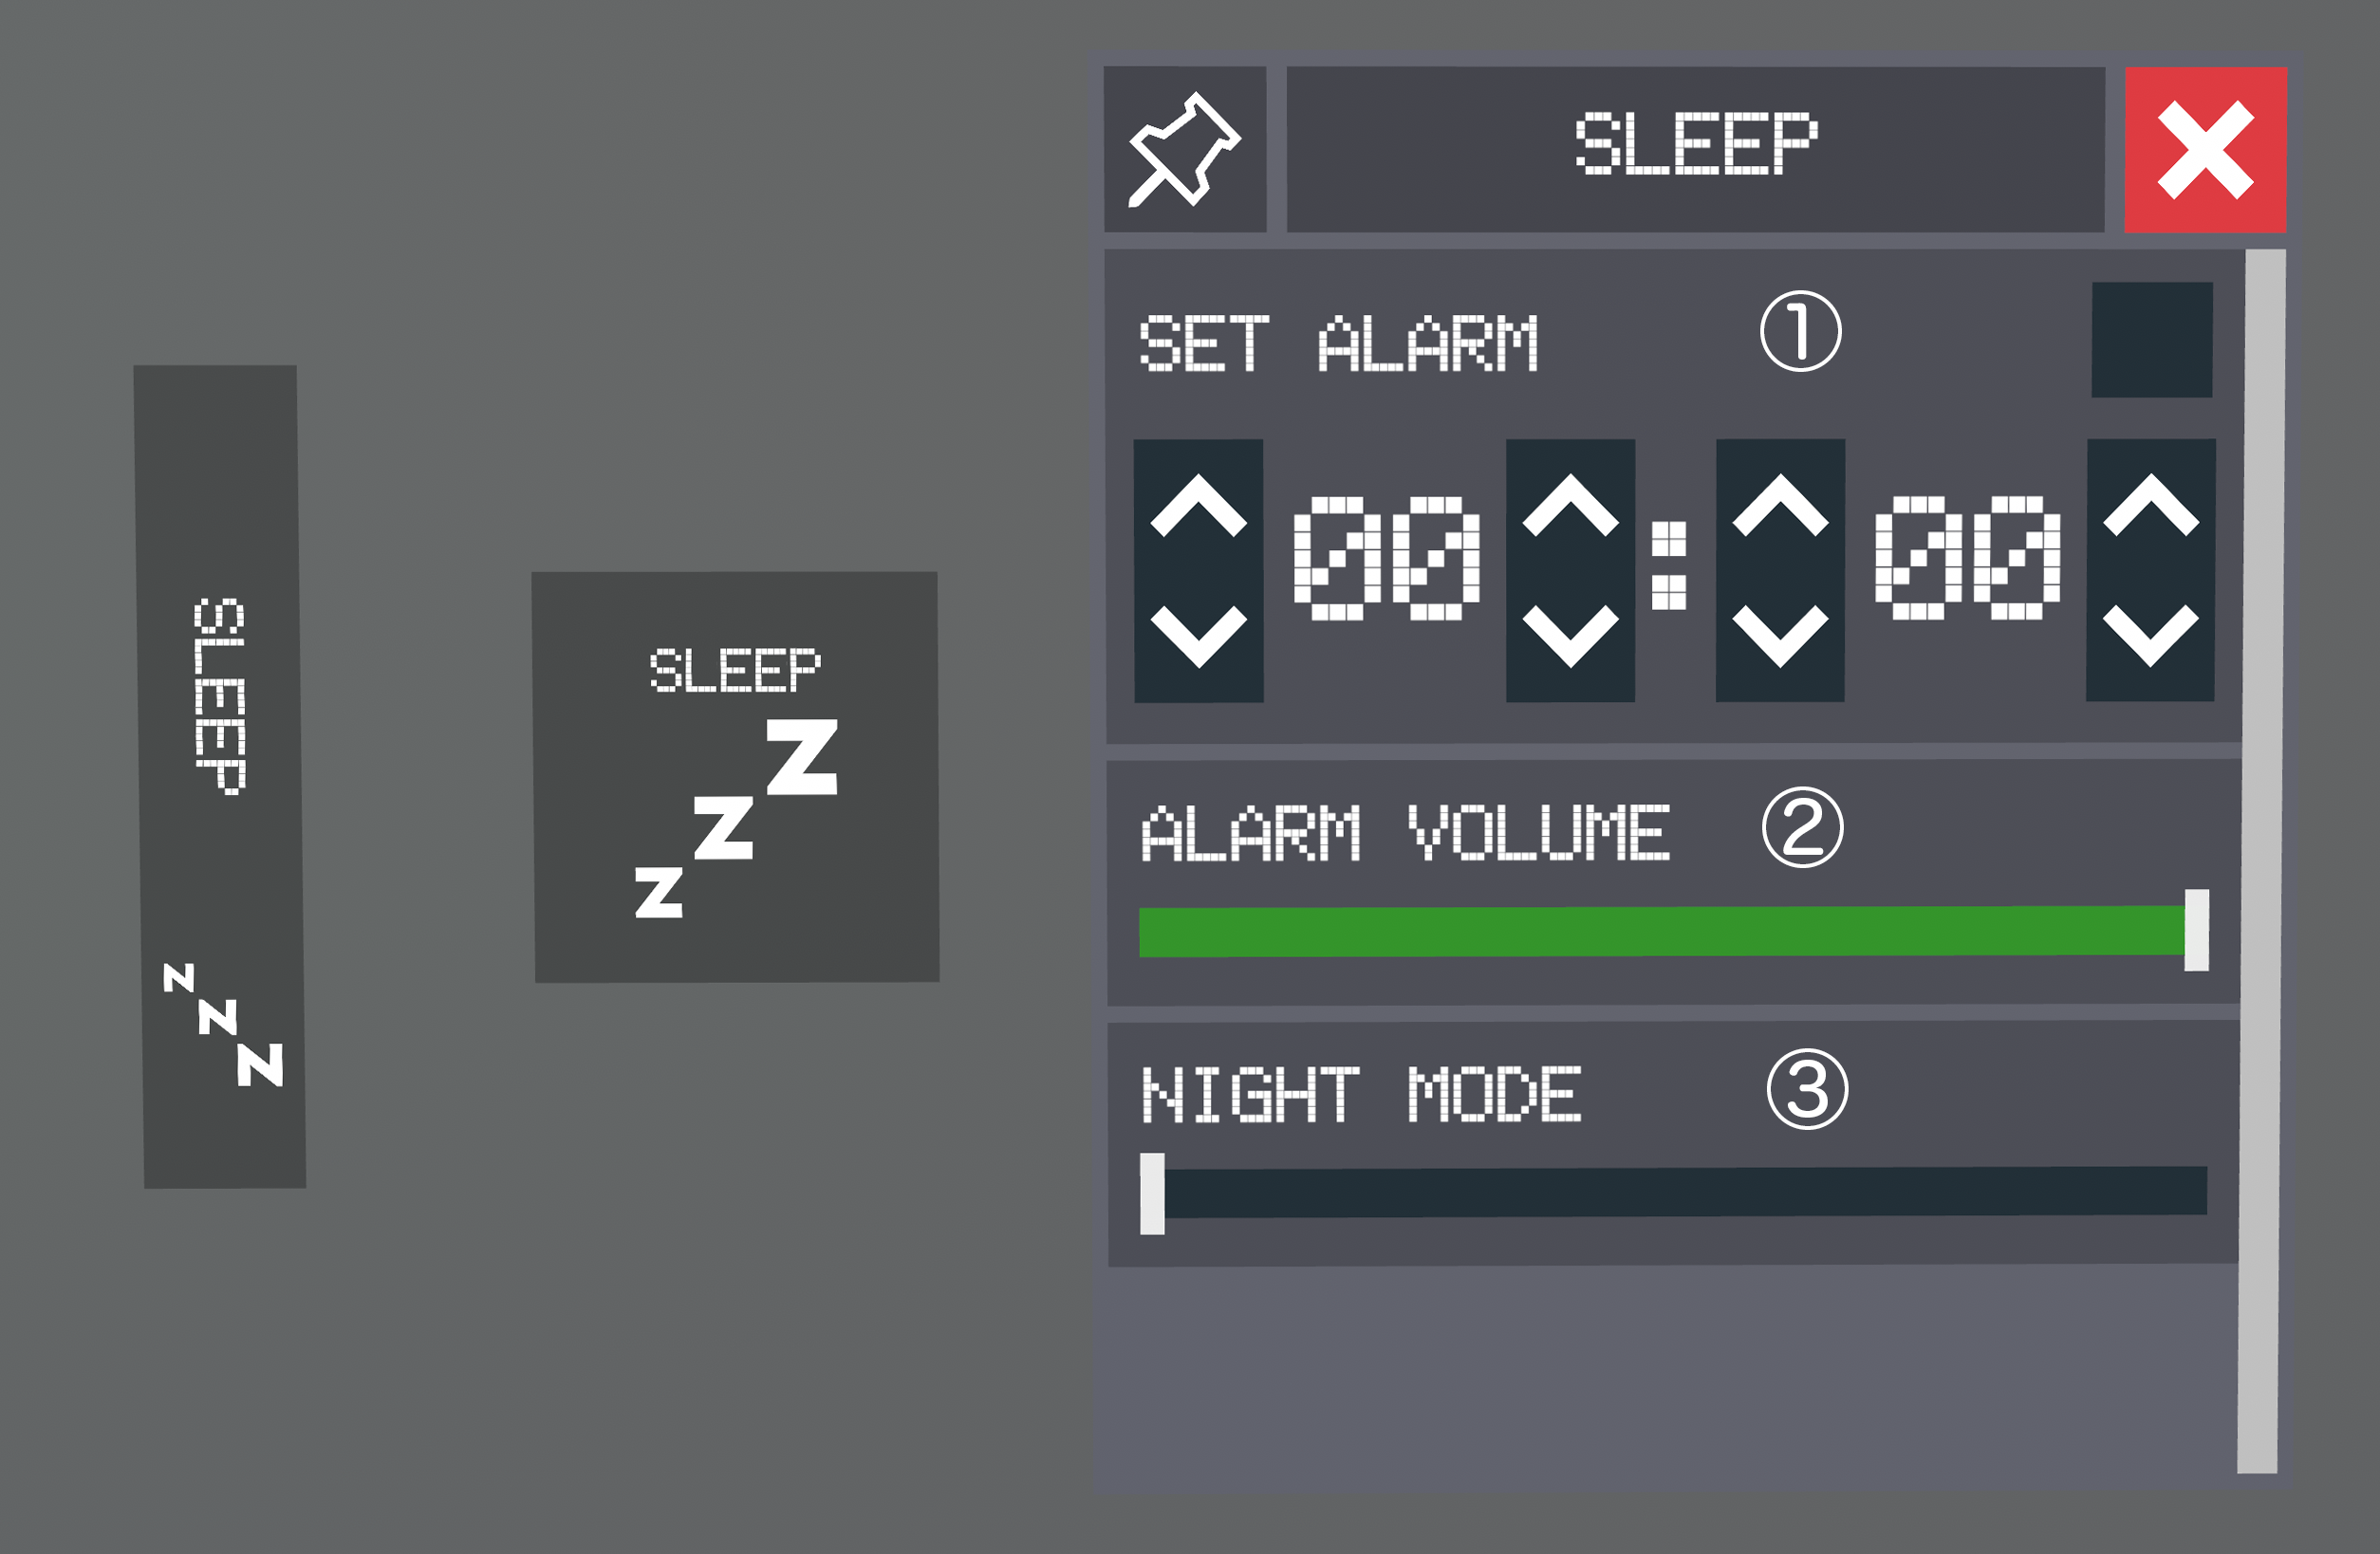 SLEEP
z
z
z
SLEEP
z
z
z
SLEEP
SET ALARM ①
00 : 00
ALARM VOLUME ②
NIGHT MODE ③